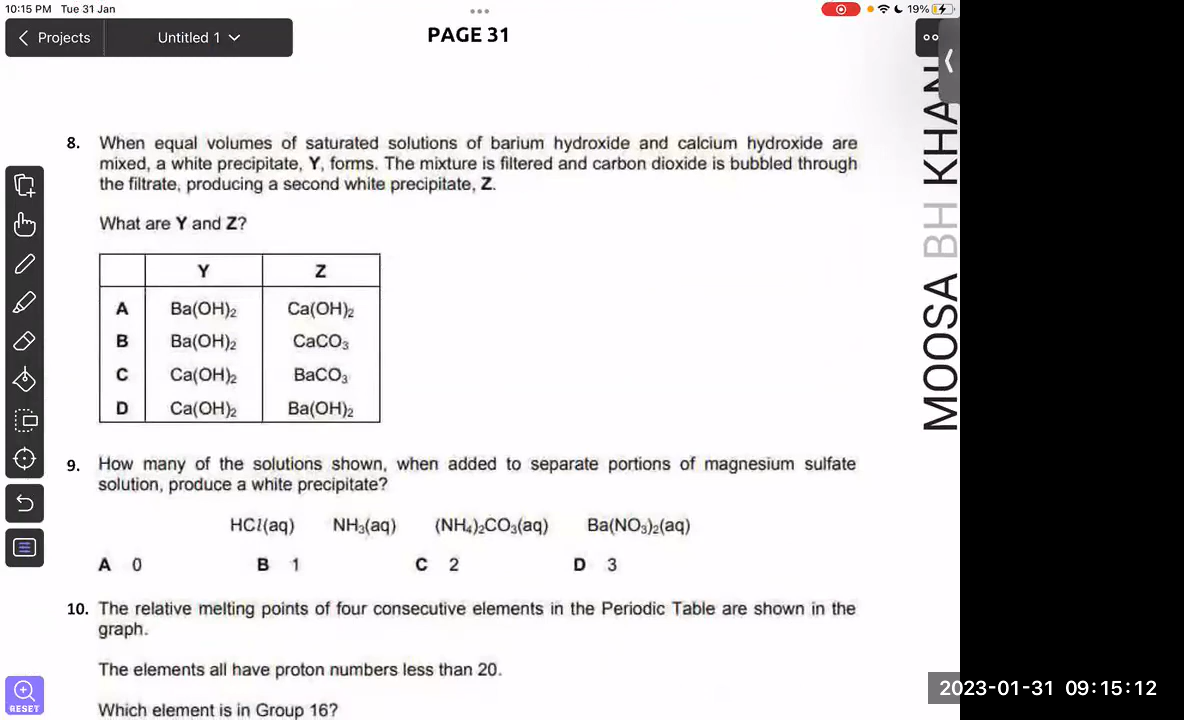 10:15 PM Tue 31 Jan
19%
Projects
Untitled 1
PAGE 31
MOOSA BH KHAN
8. When equal volumes of saturated solutions of barium hydroxide and calcium hydroxide are
mixed, a white precipitate, Y, forms. The mixture is filtered and carbon dioxide is bubbled through
the filtrate, producing a second white precipitate, Z.
What are Y and Z?
Y Z
A Ba(OH)₂ Ca(OH)₂
B Ba(OH)₂ CaCO₃
C Ca(OH)₂ BaCO₃
D Ca(OH)₂ Ba(OH)₂
9. How many of the solutions shown, when added to separate portions of magnesium sulfate
solution, produce a white precipitate?
HCl(aq) NH₃(aq) (NH₄)₂CO₃(aq) Ba(NO₃)₂(aq)
A 0 B 1 C 2 D 3
10. The relative melting points of four consecutive elements in the Periodic Table are shown in the
graph.
The elements all have proton numbers less than 20.
Which element is in Group 16?
RESET
2023-01-31 09:15:12